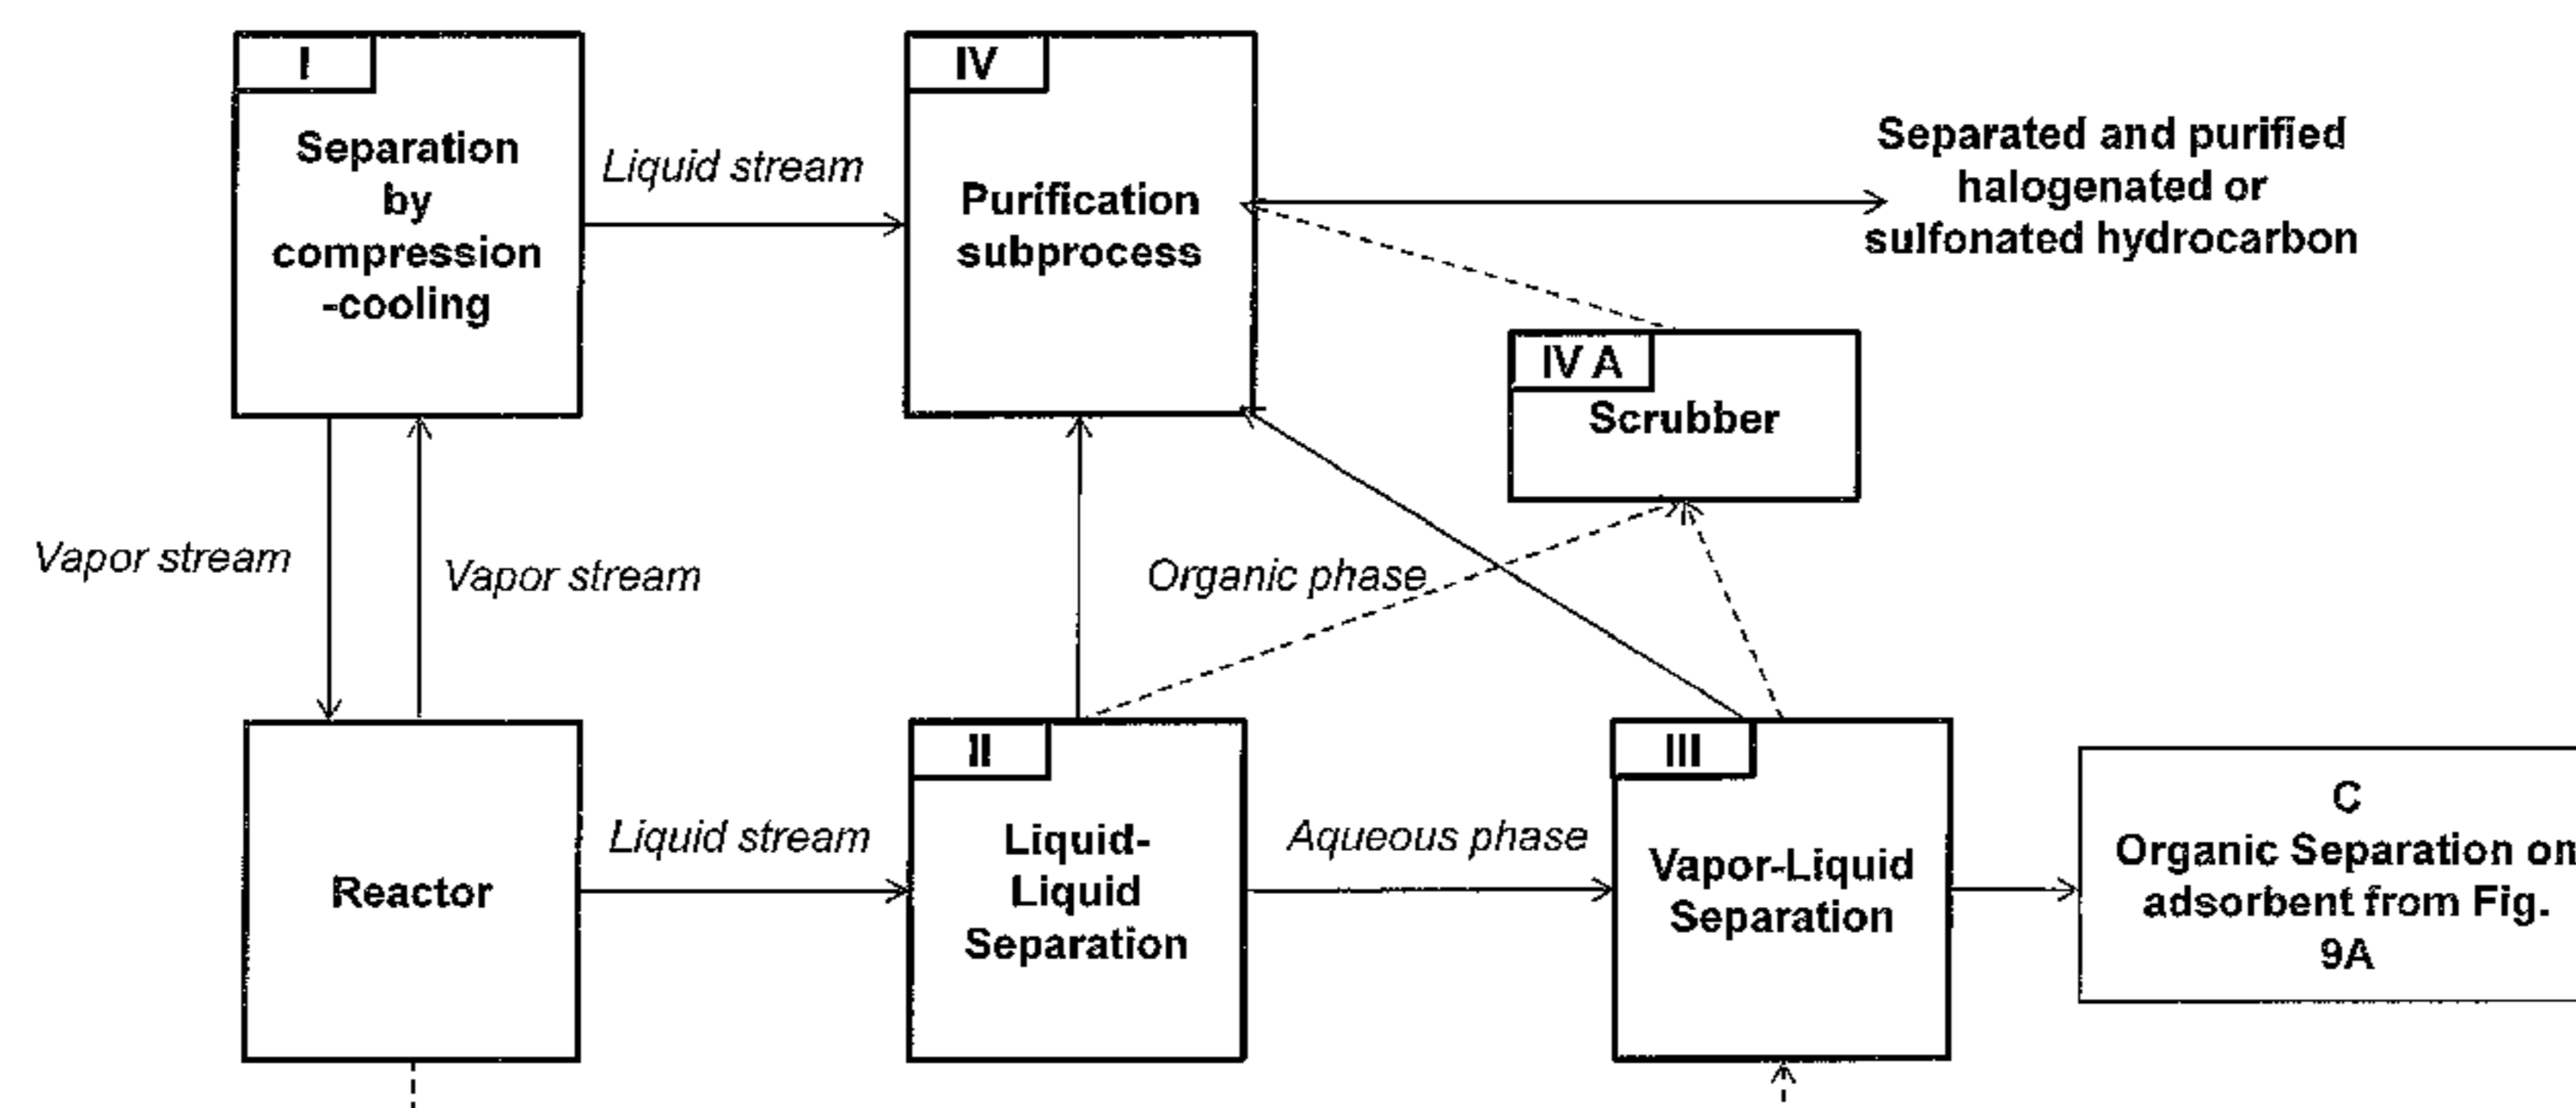 I
Separation
by
compression
-cooling
Liquid stream
IV
Purification
subprocess
Separated and purified
halogenated or
sulfonated hydrocarbon
IV A
Scrubber
Vapor stream
Vapor stream
Organic phase
Reactor
Liquid stream
II
Liquid-
Liquid
Separation
Aqueous phase
III
Vapor-Liquid
Separation
C
Organic Separation on
adsorbent from Fig.
9A